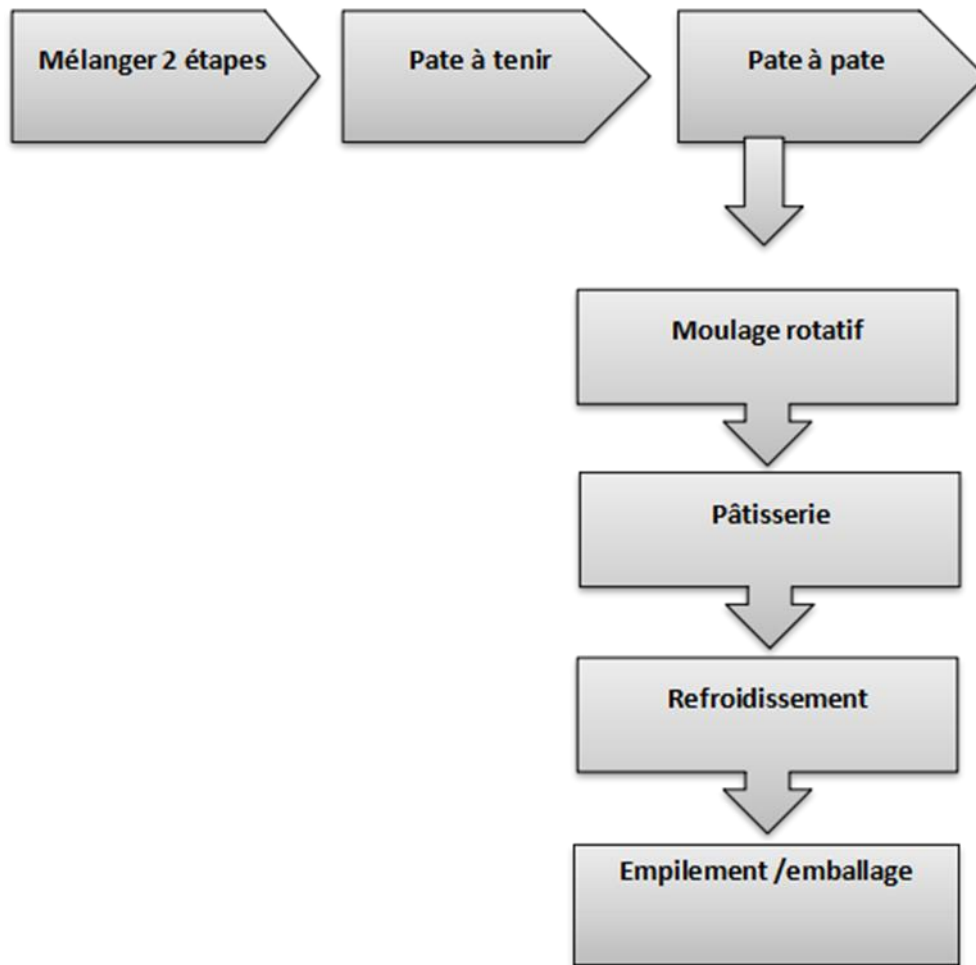 Mélanger 2 étapes
Pate à tenir
Pate à pate
Moulage rotatif
Pâtisserie
Refroidissement
Empilement /emballage